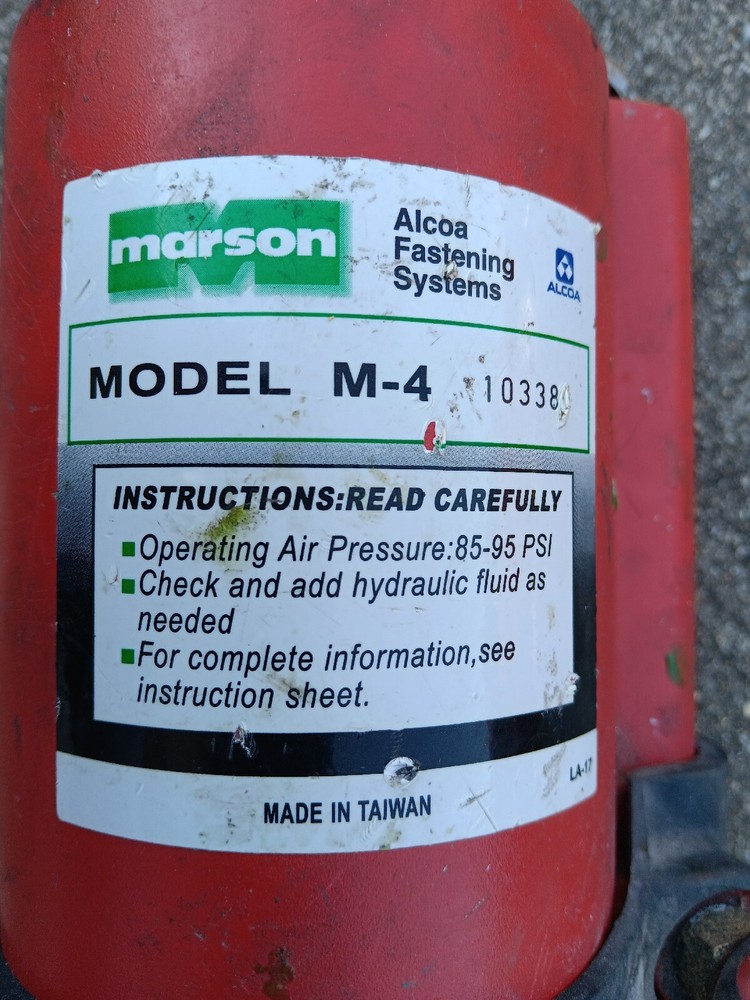 marson
Alcoa
Fastening
Systems
ALCOA
MODEL M-4
INSTRUCTIONS:READ CAREFULLY
■Operating Air Pressure:85-95 PSI
■Check and add hydraulic fluid as
needed
■For complete information,see
instruction sheet.
LA-17
MADE IN TAIWAN